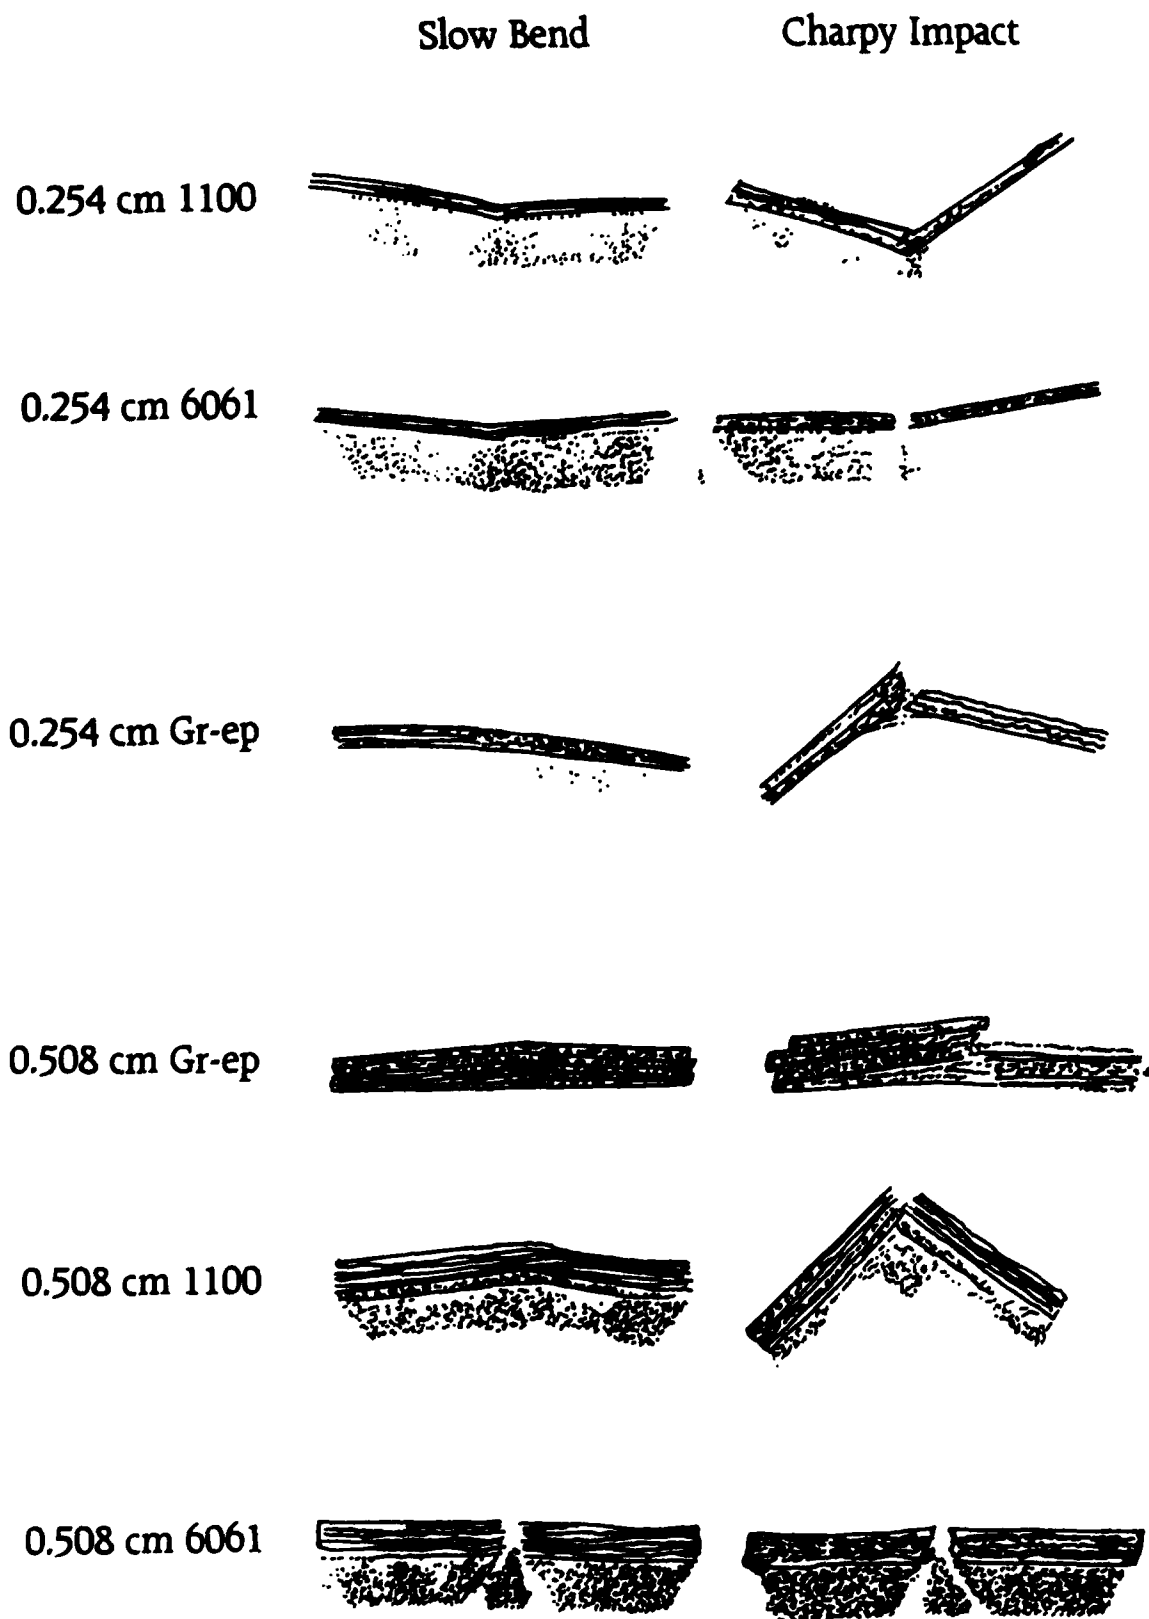 Slow Bend
Charpy Impact
0.254 cm 1100
0.254 cm 6061
0.254 cm Gr-ep
0.508 cm Gr-ep
0.508 cm 1100
0.508 cm 6061